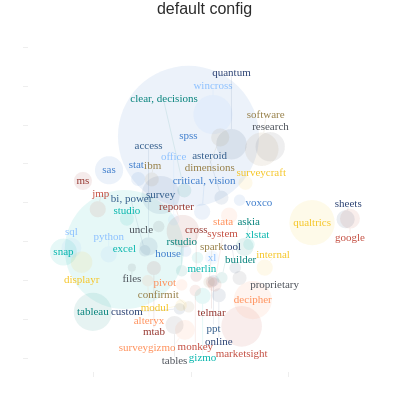 default config
quantum
wincross
clear, decisions
software
research
spss
access
office
asteroid
stat
ibm
dimensions
sas
surveycraft
ms
critical, vision
jmp
survey
bi, power
voxco
sheets
studio
reporter
stata
askia
qualtrics
sql
uncle
cross
system
xlstat
google
python
rstudio
snap
excel
spark
tool
house
xl
builder
internal
merlin
displayr
files
pivot
proprietary
confirmit
decipher
modul
tableau
custom
telmar
alteryx
mtab
ppt
online
surveygizmo
monkey
marketsight
tables
gizmo